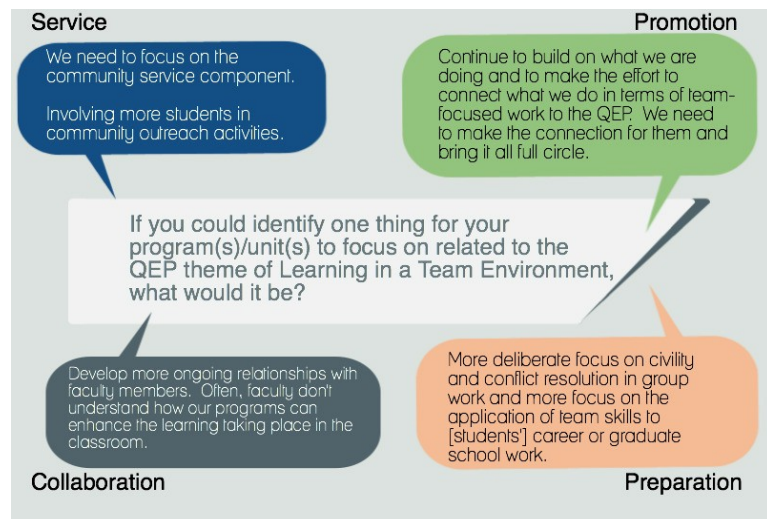 Service
We need to focus on the
community service component.
Involving more students in
community outreach activities.
Promotion
Continue to build on what we are
doing and to make the effort to
connect what we do in terms of team-
focused work to the QEP. We need
to make the connection for them and
bring it all full circle.
If you could identify one thing for your
program(s)/unit(s) to focus on related to the
QEP theme of Learning in a Team Environment,
what would it be?
Develop more ongoing relationships with
faculty members. Often, faculty don't
understand how our programs can
enhance the learning taking place in the
classroom.
Collaboration
More deliberate focus on civility
and conflict resolution in group
work and more focus on the
application of team skills to
[students'] career or graduate
school work.
Preparation